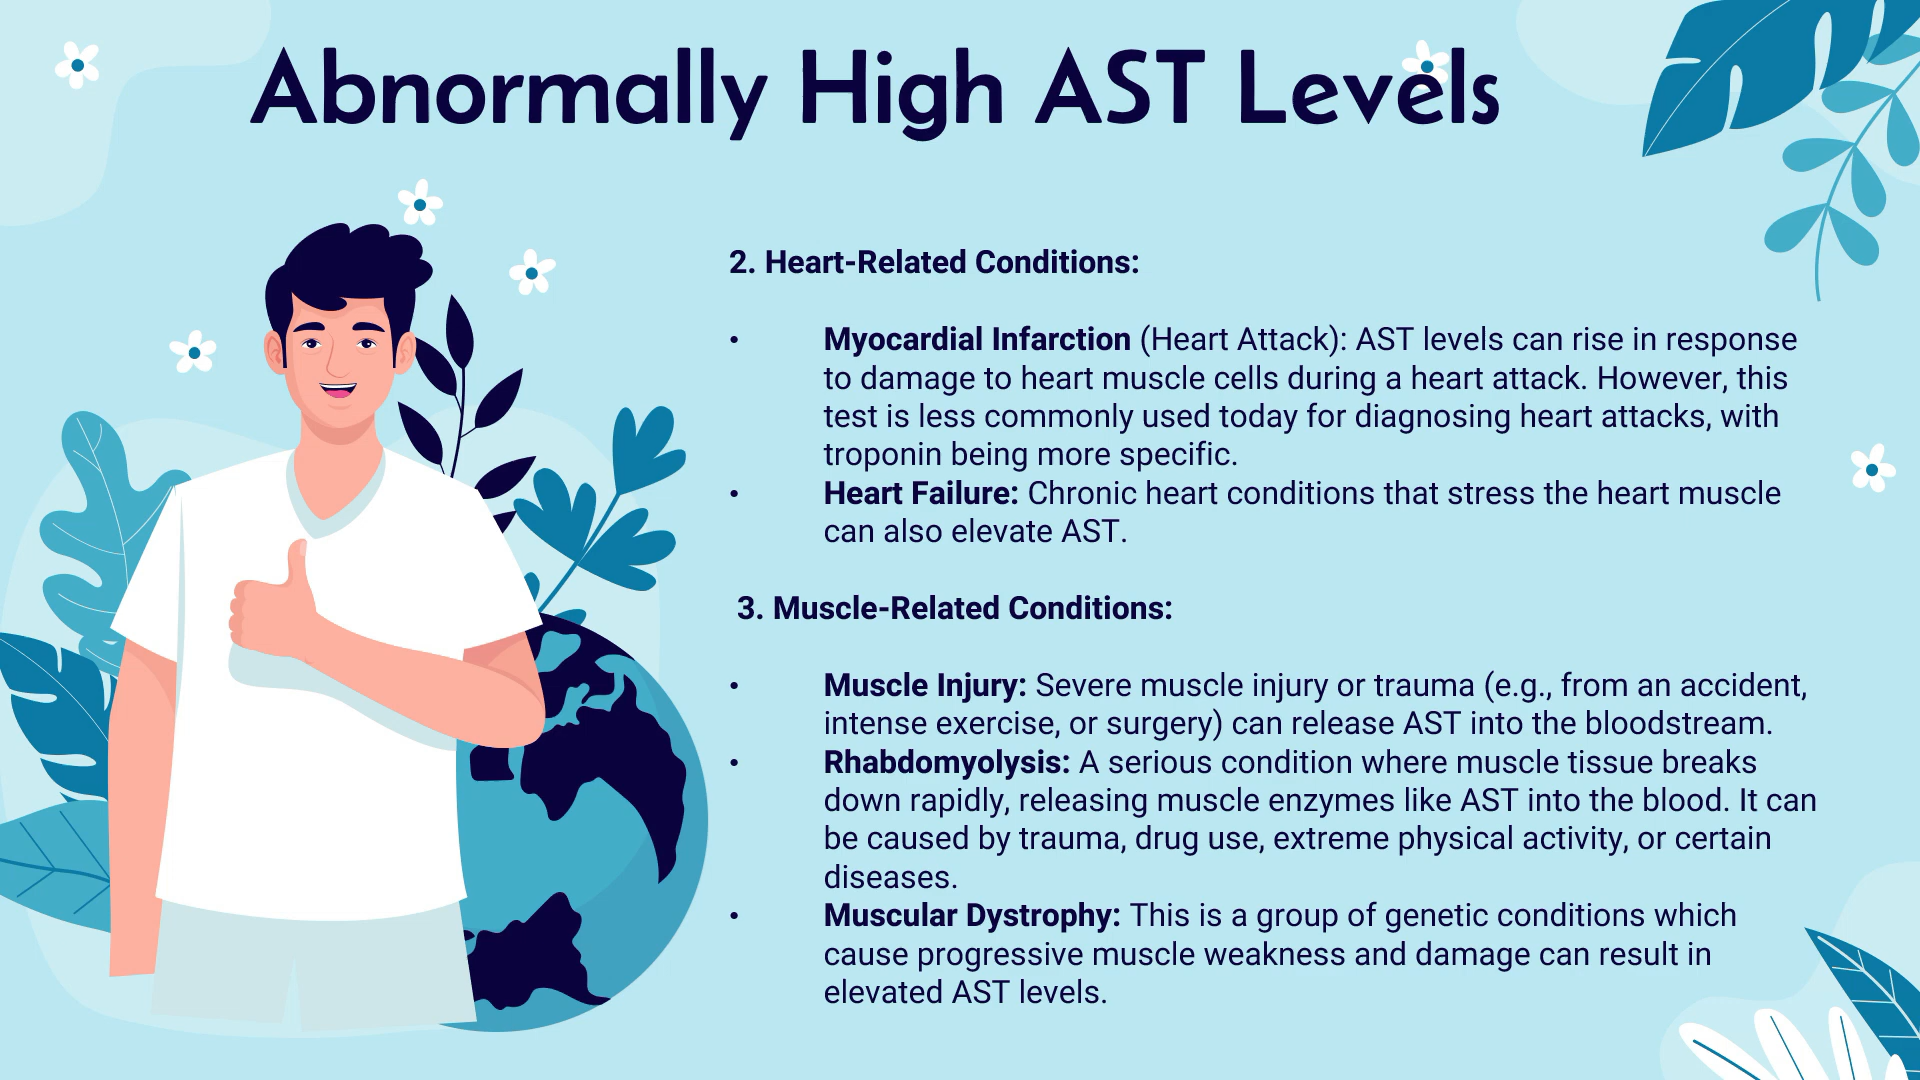 Abnormally High AST Levels
2. Heart-Related Conditions:
• Myocardial Infarction (Heart Attack): AST levels can rise in response
to damage to heart muscle cells during a heart attack. However, this
test is less commonly used today for diagnosing heart attacks, with
troponin being more specific.
• Heart Failure: Chronic heart conditions that stress the heart muscle
can also elevate AST.
3. Muscle-Related Conditions:
• Muscle Injury: Severe muscle injury or trauma (e.g., from an accident,
intense exercise, or surgery) can release AST into the bloodstream.
• Rhabdomyolysis: A serious condition where muscle tissue breaks
down rapidly, releasing muscle enzymes like AST into the blood. It can
be caused by trauma, drug use, extreme physical activity, or certain
diseases.
• Muscular Dystrophy: This is a group of genetic conditions which
cause progressive muscle weakness and damage can result in
elevated AST levels.